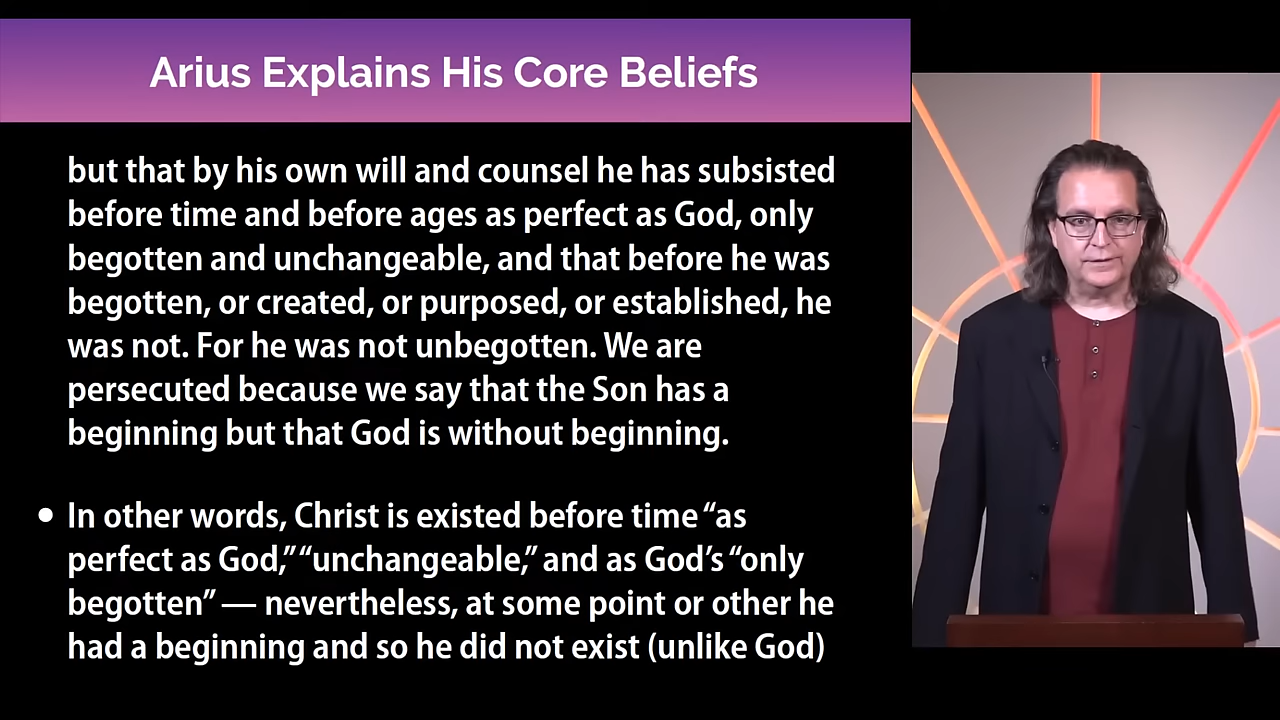 Arius Explains His Core Beliefs
but that by his own will and counsel he has subsisted
before time and before ages as perfect as God, only
begotten and unchangeable, and that before he was
begotten, or created, or purposed, or established, he
was not. For he was not unbegotten. We are
persecuted because we say that the Son has a
beginning but that God is without beginning.
• In other words, Christ is existed before time “as
perfect as God,” “unchangeable,” and as God’s “only
begotten” — nevertheless, at some point or other he
had a beginning and so he did not exist (unlike God)